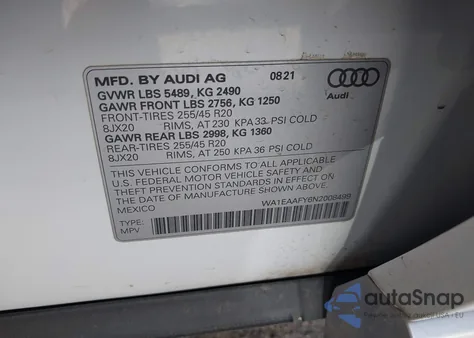 MFD. BY AUDI AG 08.21
GVWR LBS 5489, KG 2490
GAWR FRONT LBS 2756, KG 1250
FRONT-TIRES 255/45 R20
8JX20 RIMS, AT 230 KPA 33 PSI COLD
GAWR REAR LBS 2998, KG 1360
REAR-TIRES 255/45 R20
8JX20 RIMS, AT 250 KPA 36 PSI COLD
Audi
THIS VEHICLE CONFORMS TO ALL APPLICABLE
U.S. FEDERAL MOTOR VEHICLE SAFETY AND
THEFT PREVENTION STANDARDS IN EFFECT ON
THE DATE OF MANUFACTURE SHOWN ABOVE.
MEXICO
TYPE:
MPV
autoSnap